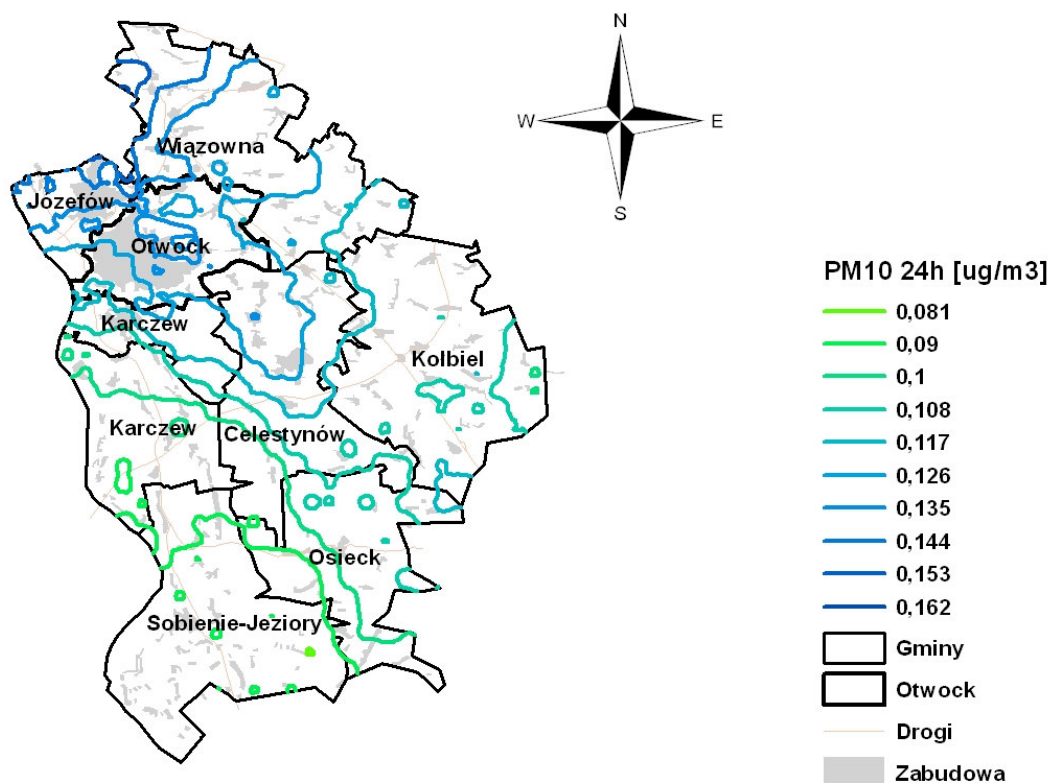 N
W
E
S
Wiązowna
Józefów
Otwock
Karczew
Kołbiel
Karczew
Celestynów
Osieck
Sobienie-Jeziory
PM10 24h [ug/m3]
0,081
0,09
0,1
0,108
0,117
0,126
0,135
0,144
0,153
0,162
Gminy
Otwock
Drogi
Zabudowa